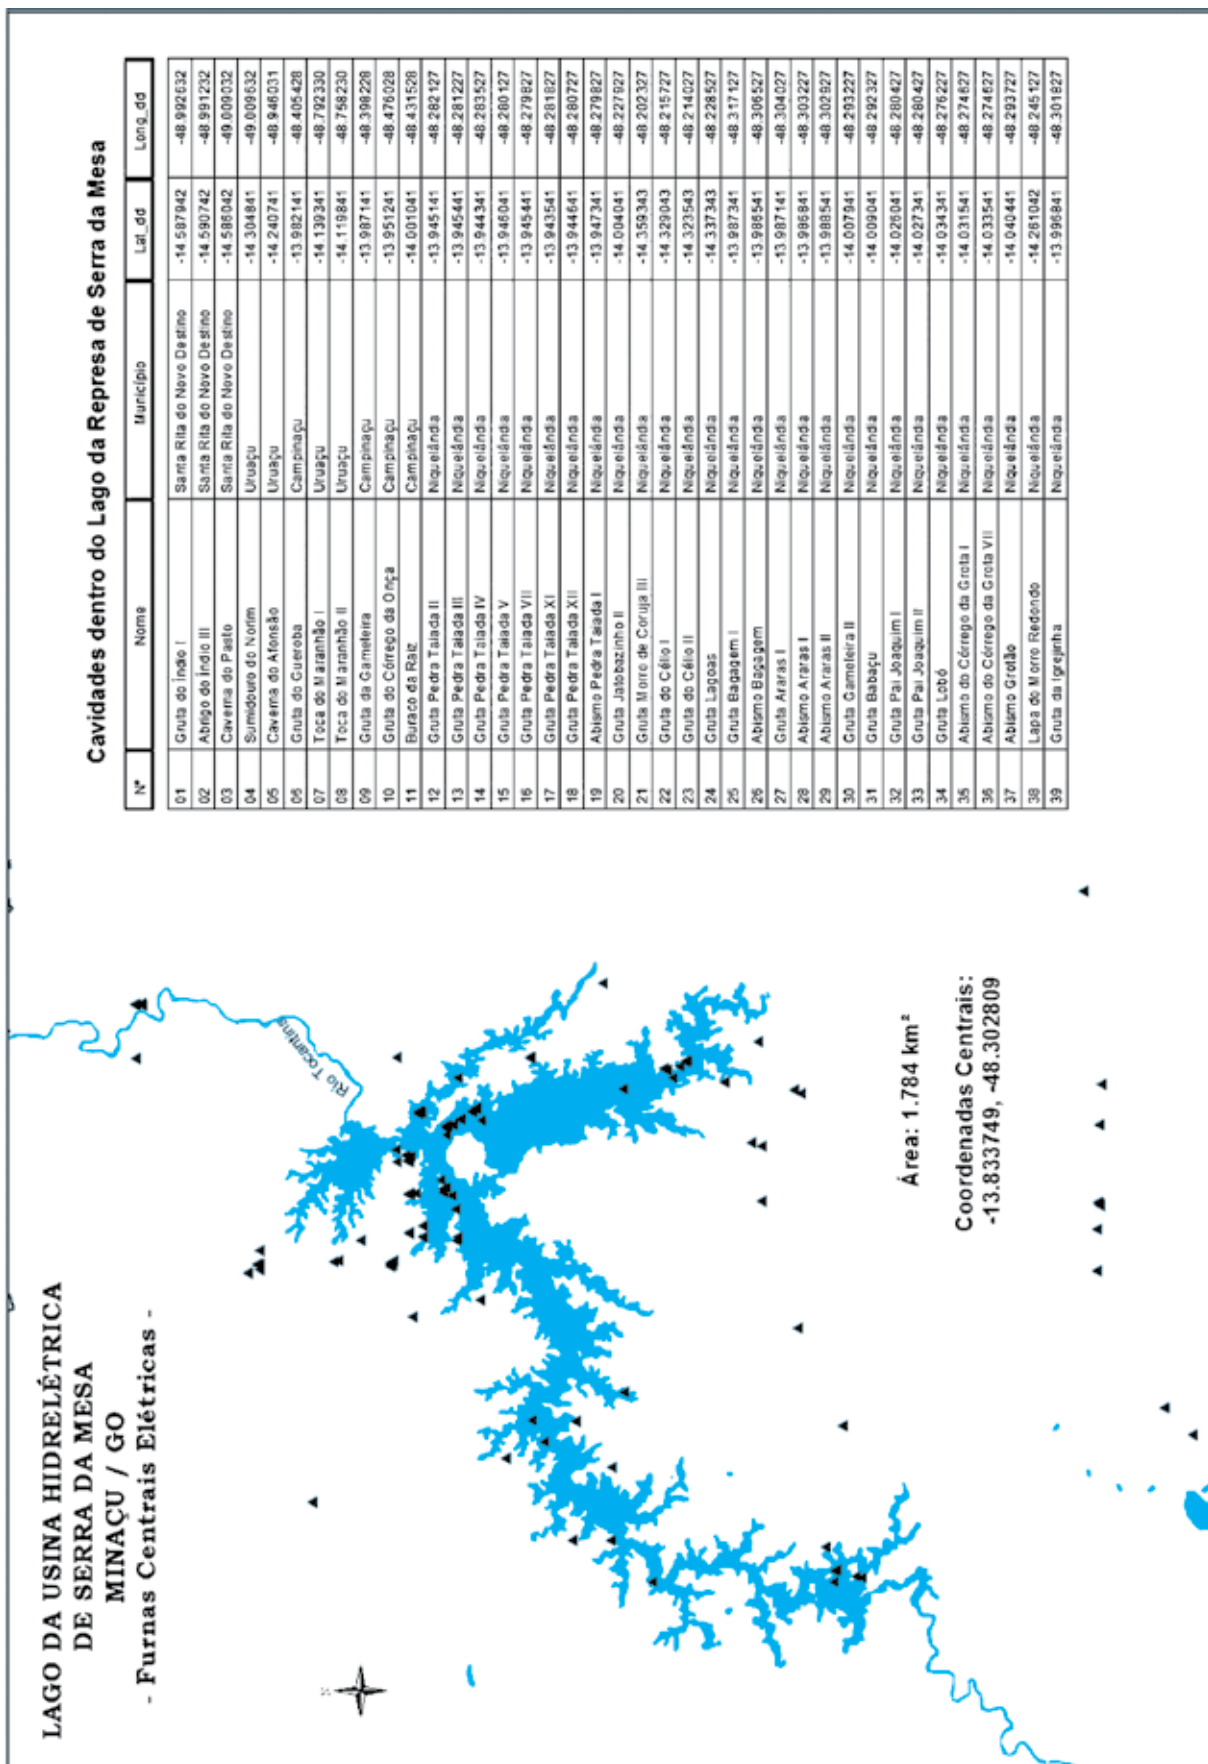 LAGO DA USINA HIDRELÉTRICA
DE SERRA DA MESA
MINAÇU / GO
- Furnas Centrais Elétricas -
N
Rio Tocantins
Área: 1.784 km²
Coordenadas Centrais:
-13.833749, -48.302809
Cavidades dentro do Lago da Represa de Serra da Mesa
Nº Nome Município Lat_dd Long_dd
01 Gruta do Índio I Santa Rita do Novo Destino -14.587942 -48.992632
02 Abrigo do Índio III Santa Rita do Novo Destino -14.590742 -48.991232
03 Caverna do Pasto Santa Rita do Novo Destino -14.586042 -49.009032
04 Sumidouro do Norim Uruaçu -14.304841 -49.009632
05 Caverna do Afonsão Uruaçu -14.240741 -48.946031
06 Gruta do Gueroba Campinaçu -13.982141 -48.405428
07 Toca do Maranhão I Uruaçu -14.139341 -48.792330
08 Toca do Maranhão II Uruaçu -14.119841 -48.758230
09 Gruta da Gameleira Campinaçu -13.987141 -48.398228
10 Gruta do Córrego da Onça Campinaçu -13.951241 -48.476028
11 Buraco da Raiz Campinaçu -14.001041 -48.431528
12 Gruta Pedra Talada II Niquelândia -13.945141 -48.282127
13 Gruta Pedra Talada III Niquelândia -13.945441 -48.281227
14 Gruta Pedra Talada IV Niquelândia -13.944341 -48.283527
15 Gruta Pedra Talada V Niquelândia -13.946041 -48.280127
16 Gruta Pedra Talada VII Niquelândia -13.945441 -48.279827
17 Gruta Pedra Talada XI Niquelândia -13.943541 -48.281827
18 Gruta Pedra Talada XII Niquelândia -13.944641 -48.280727
19 Abismo Pedra Talada I Niquelândia -13.947341 -48.279827
20 Gruta Jatobazinho II Niquelândia -14.004041 -48.227927
21 Gruta Morro de Coruja III Niquelândia -14.359343 -48.202327
22 Gruta do Célio I Niquelândia -14.329043 -48.215727
23 Gruta do Célio II Niquelândia -14.323543 -48.214027
24 Gruta Lagoas Niquelândia -14.337343 -48.228527
25 Gruta Bagagem I Niquelândia -13.987341 -48.317127
26 Abismo Bagagem Niquelândia -13.986541 -48.306527
27 Gruta Araras I Niquelândia -13.987141 -48.304027
28 Abismo Araras I Niquelândia -13.986841 -48.303227
29 Abismo Araras II Niquelândia -13.988541 -48.302927
30 Gruta Gameleira II Niquelândia -14.007941 -48.293227
31 Gruta Babaçu Niquelândia -14.009041 -48.292327
32 Gruta Pai Joaquim I Niquelândia -14.026041 -48.280427
33 Gruta Pai Joaquim II Niquelândia -14.027341 -48.280427
34 Gruta Lobó Niquelândia -14.034341 -48.276227
35 Abismo do Córrego da Grota I Niquelândia -14.031541 -48.274627
36 Abismo do Córrego da Grota VII Niquelândia -14.033541 -48.274627
37 Abismo Grotão Niquelândia -14.040441 -48.293727
38 Lapa do Morro Redondo Niquelândia -14.261042 -48.245127
39 Gruta da Igrejinha Niquelândia -13.996841 -48.301827